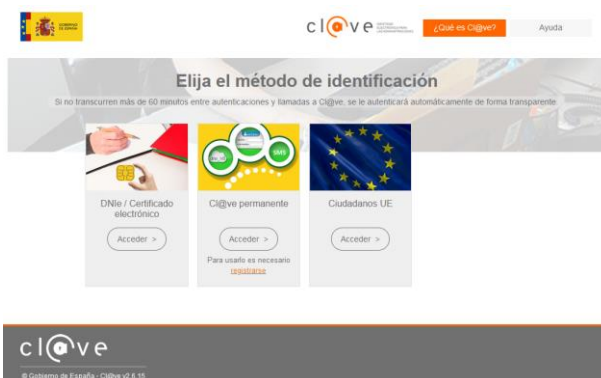 GOBIERNO
DE ESPAÑA
cl@ve
¿Qué es Cl@ve?
Ayuda
Elija el método de identificación
Si no transcurren más de 60 minutos entre autenticaciones y llamadas a Cl@ve, se le autenticará automáticamente de forma transparente
SMS
DNIe / Certificado
electrónico
Acceder >
Cl@ve permanente
Acceder >
Para usarlo es necesario
registrarse
Ciudadanos UE
Acceder >
cl@ve
© Gobierno de España - Cl@ve v2.6.15